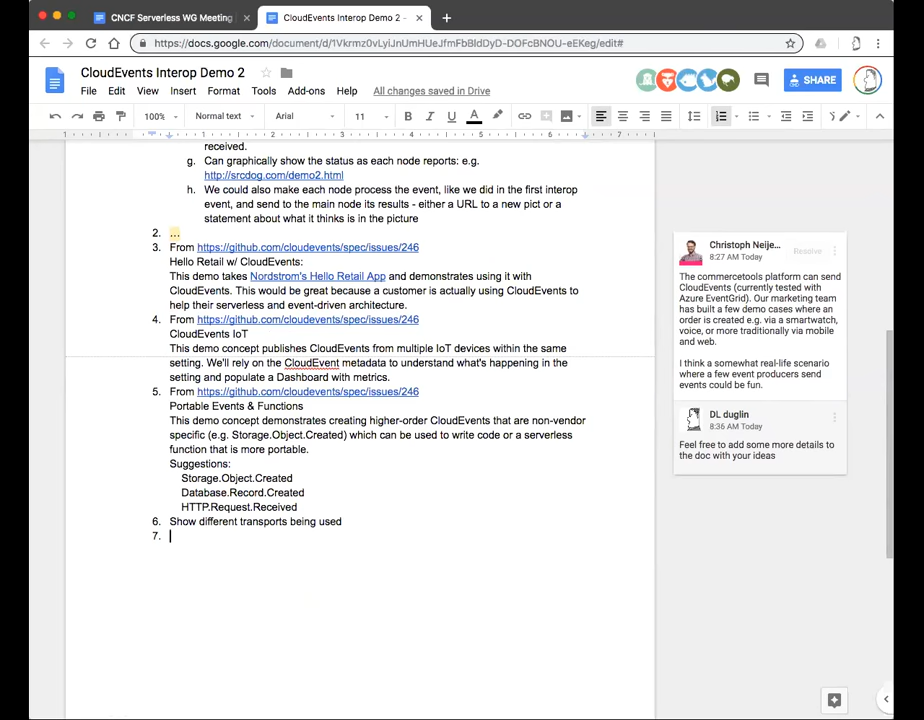 CNCF Serverless WG Meeting
CloudEvents Interop Demo 2 -
https://docs.google.com/document/d/1Vkrmz0vLyiJnUmHUeJfmFbBldDyD-DOFcBNOU-eEKeg/edit#
CloudEvents Interop Demo 2
File Edit View Insert Format Tools Add-ons Help All changes saved in Drive
SHARE
100% Normal text Arial 11 B I U A
1 1 2 3 4 5 6 7
received.
g. Can graphically show the status as each node reports: e.g.
http://srcdog.com/demo2.html
h. We could also make each node process the event, like we did in the first interop
event, and send to the main node its results - either a URL to a new pict or a
statement about what it thinks is in the picture
2. ...
3. From https://github.com/cloudevents/spec/issues/246
Hello Retail w/ CloudEvents:
This demo takes Nordstrom's Hello Retail App and demonstrates using it with
CloudEvents. This would be great because a customer is actually using CloudEvents to
help their serverless and event-driven architecture.
4. From https://github.com/cloudevents/spec/issues/246
CloudEvents IoT
This demo concept publishes CloudEvents from multiple IoT devices within the same
setting. We'll rely on the CloudEvent metadata to understand what's happening in the
setting and populate a Dashboard with metrics.
5. From https://github.com/cloudevents/spec/issues/246
Portable Events & Functions
This demo concept demonstrates creating higher-order CloudEvents that are non-vendor
specific (e.g. Storage.Object.Created) which can be used to write code or a serverless
function that is more portable.
Suggestions:
Storage.Object.Created
Database.Record.Created
HTTP.Request.Received
6. Show different transports being used
7.
Christoph Neije...
8:27 AM Today
Resolve
The commercetools platform can send
CloudEvents (currently tested with
Azure EventGrid). Our marketing team
has built a few demo cases where an
order is created e.g. via a smartwatch,
voice, or more traditionally via mobile
and web.
I think a somewhat real-life scenario
where a few event producers send
events could be fun.
DL duglin
8:36 AM Today
Feel free to add some more details to
the doc with your ideas